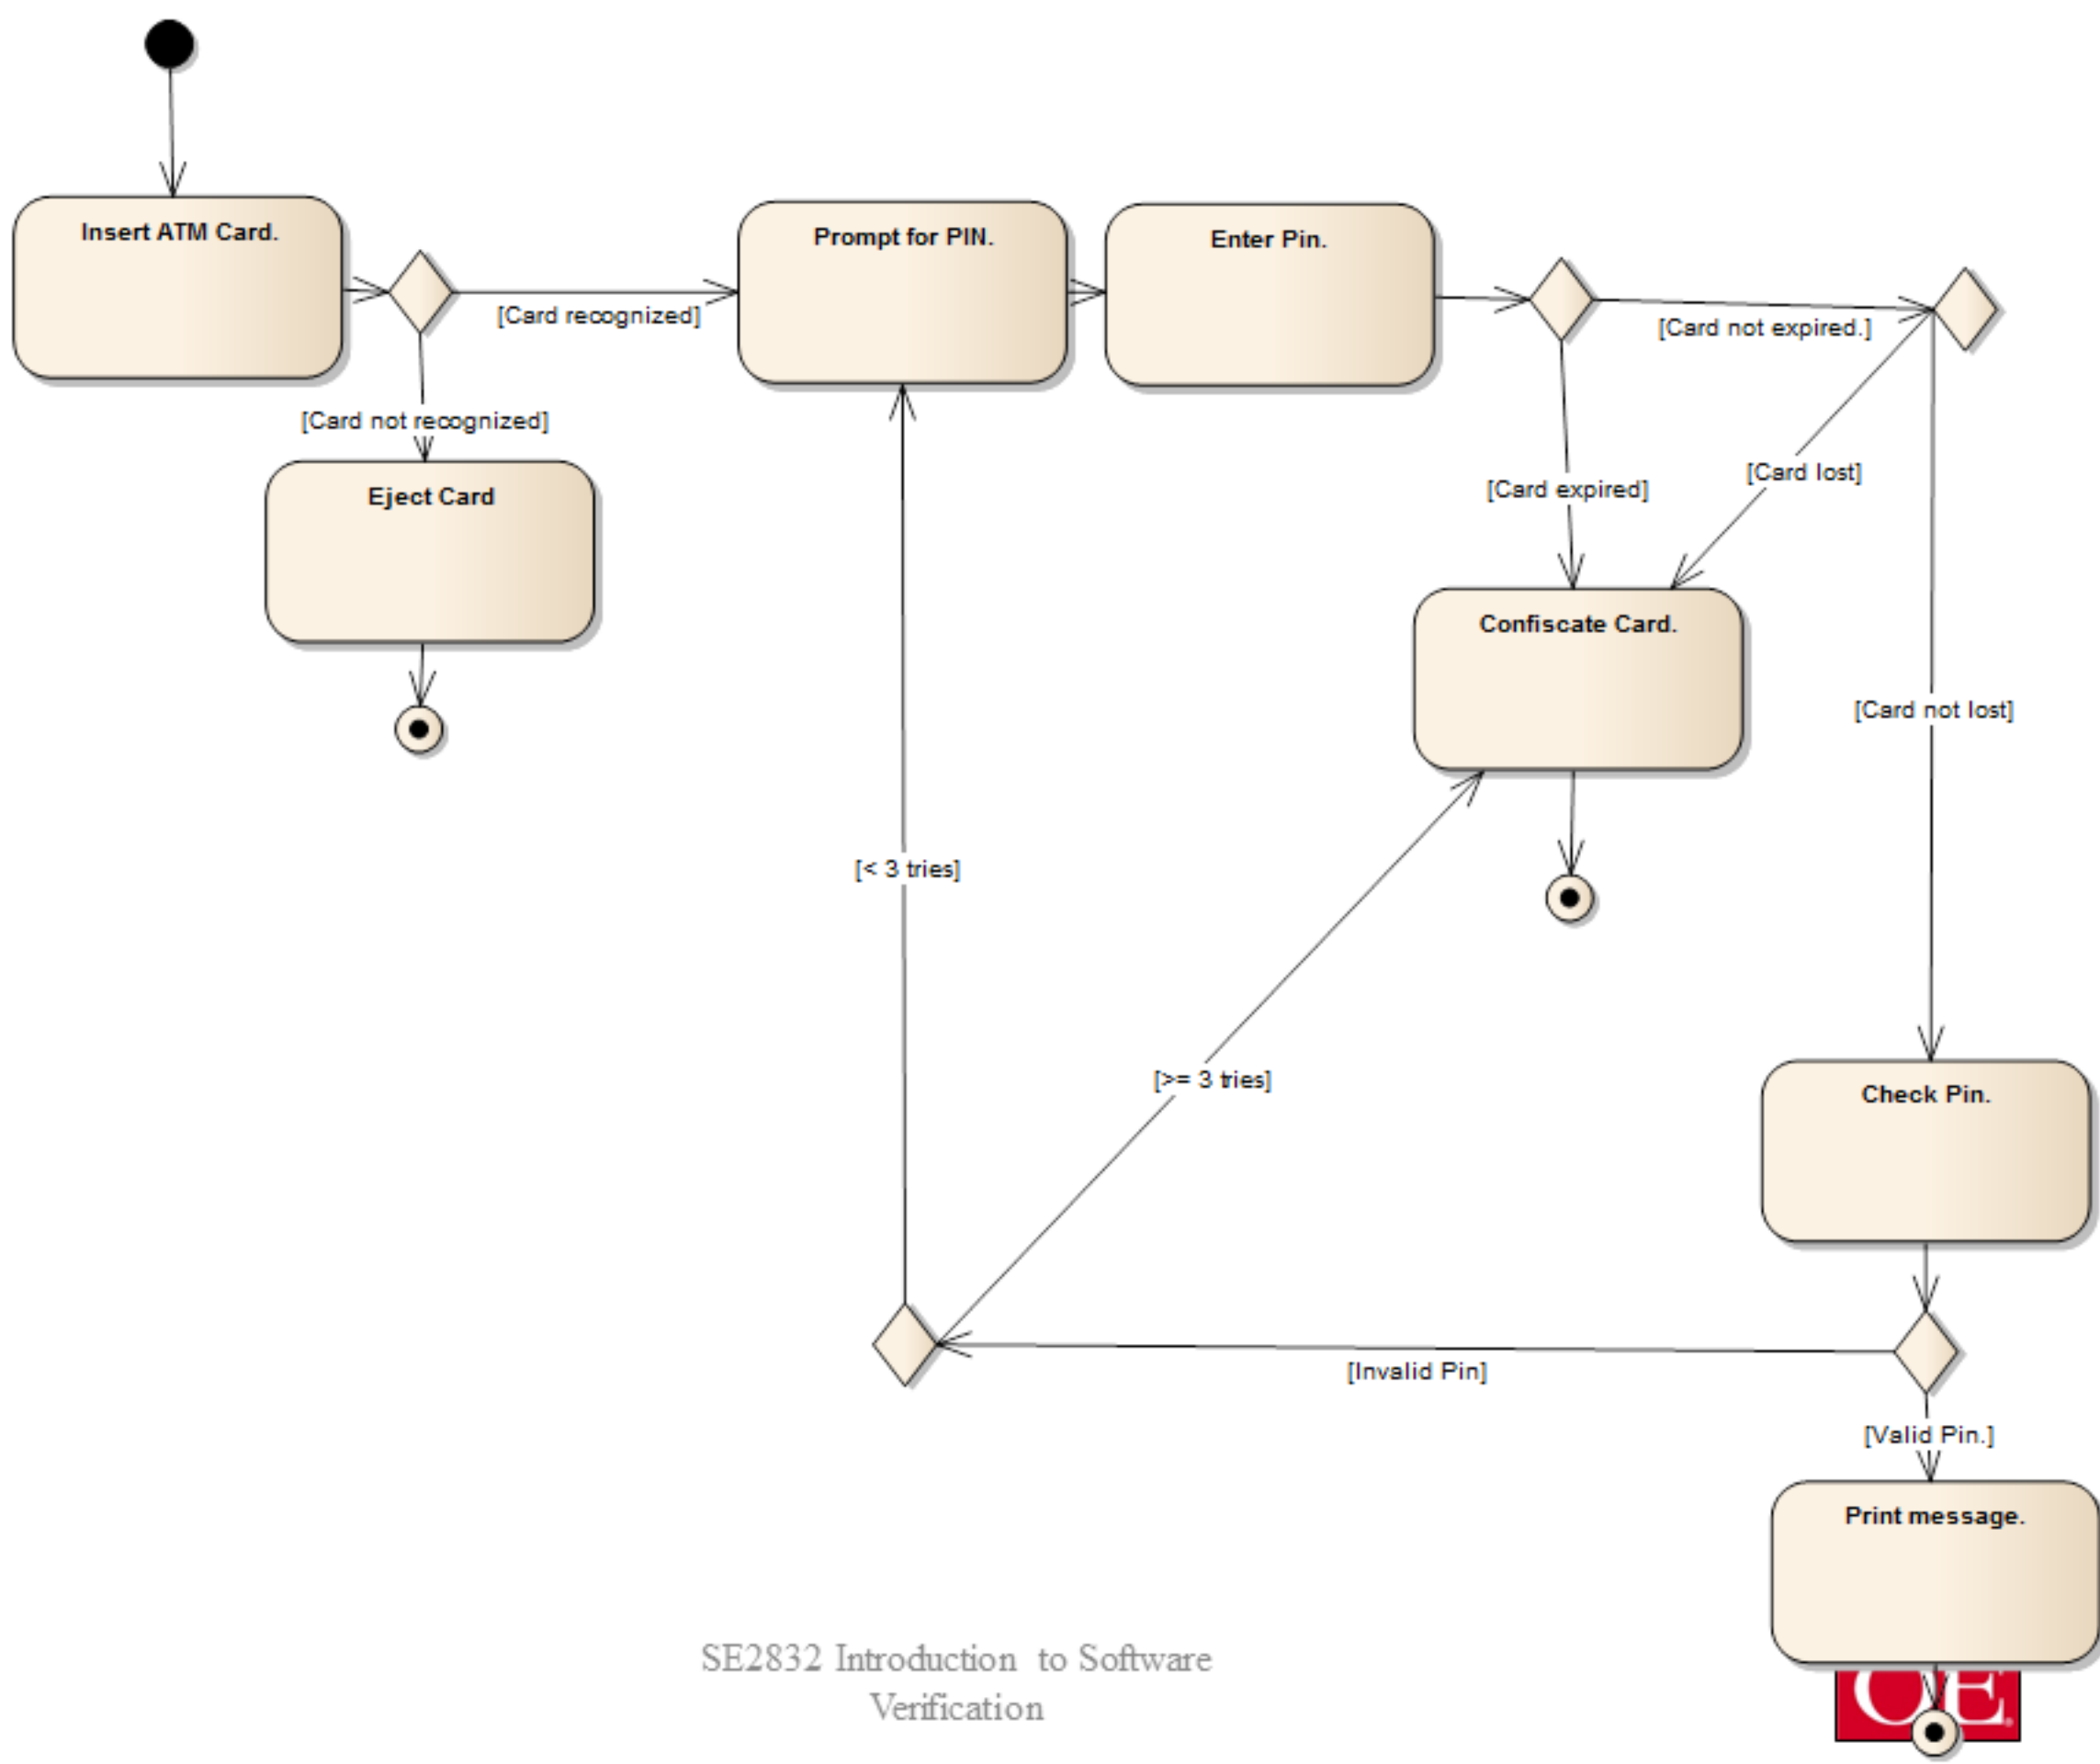 Insert ATM Card.
Prompt for PIN.
Enter Pin.
[Card recognized]
[Card not expired.]
[Card not recognized]
Eject Card
[Card expired]
[Card lost]
Confiscate Card.
[Card not lost]
[< 3 tries]
[>= 3 tries]
Check Pin.
[Invalid Pin]
[Valid Pin.]
Print message.
SE2832 Introduction to Software
Verification